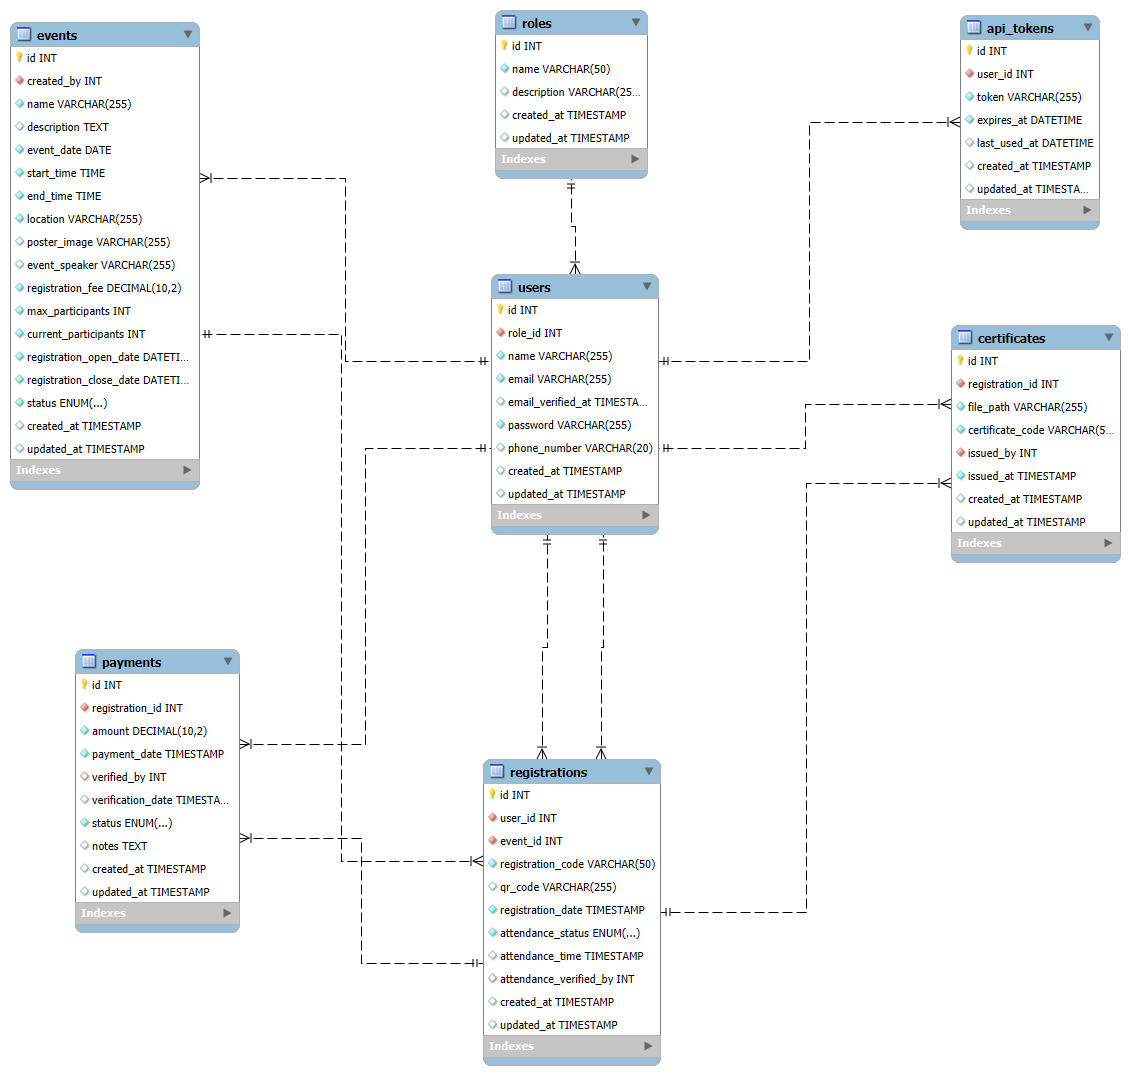 events
id INT
created_by INT
name VARCHAR(255)
description TEXT
event_date DATE
start_time TIME
end_time TIME
location VARCHAR(255)
poster_image VARCHAR(255)
event_speaker VARCHAR(255)
registration_fee DECIMAL(10,2)
max_participants INT
current_participants INT
registration_open_date DATETI...
registration_close_date DATETI...
status ENUM(...)
created_at TIMESTAMP
updated_at TIMESTAMP
Indexes
roles
id INT
name VARCHAR(50)
description VARCHAR(25...
created_at TIMESTAMP
updated_at TIMESTAMP
Indexes
api_tokens
id INT
user_id INT
token VARCHAR(255)
expires_at DATETIME
last_used_at DATETIME
created_at TIMESTAMP
updated_at TIMESTA...
Indexes
users
id INT
role_id INT
name VARCHAR(255)
email VARCHAR(255)
email_verified_at TIMESTA...
password VARCHAR(255)
phone_number VARCHAR(20)
created_at TIMESTAMP
updated_at TIMESTAMP
Indexes
certificates
id INT
registration_id INT
file_path VARCHAR(255)
certificate_code VARCHAR(5...
issued_by INT
issued_at TIMESTAMP
created_at TIMESTAMP
updated_at TIMESTAMP
Indexes
payments
id INT
registration_id INT
amount DECIMAL(10,2)
payment_date TIMESTAMP
verified_by INT
verification_date TIMESTA...
status ENUM(...)
notes TEXT
created_at TIMESTAMP
updated_at TIMESTAMP
Indexes
registrations
id INT
user_id INT
event_id INT
registration_code VARCHAR(50)
qr_code VARCHAR(255)
registration_date TIMESTAMP
attendance_status ENUM(...)
attendance_time TIMESTAMP
attendance_verified_by INT
created_at TIMESTAMP
updated_at TIMESTAMP
Indexes